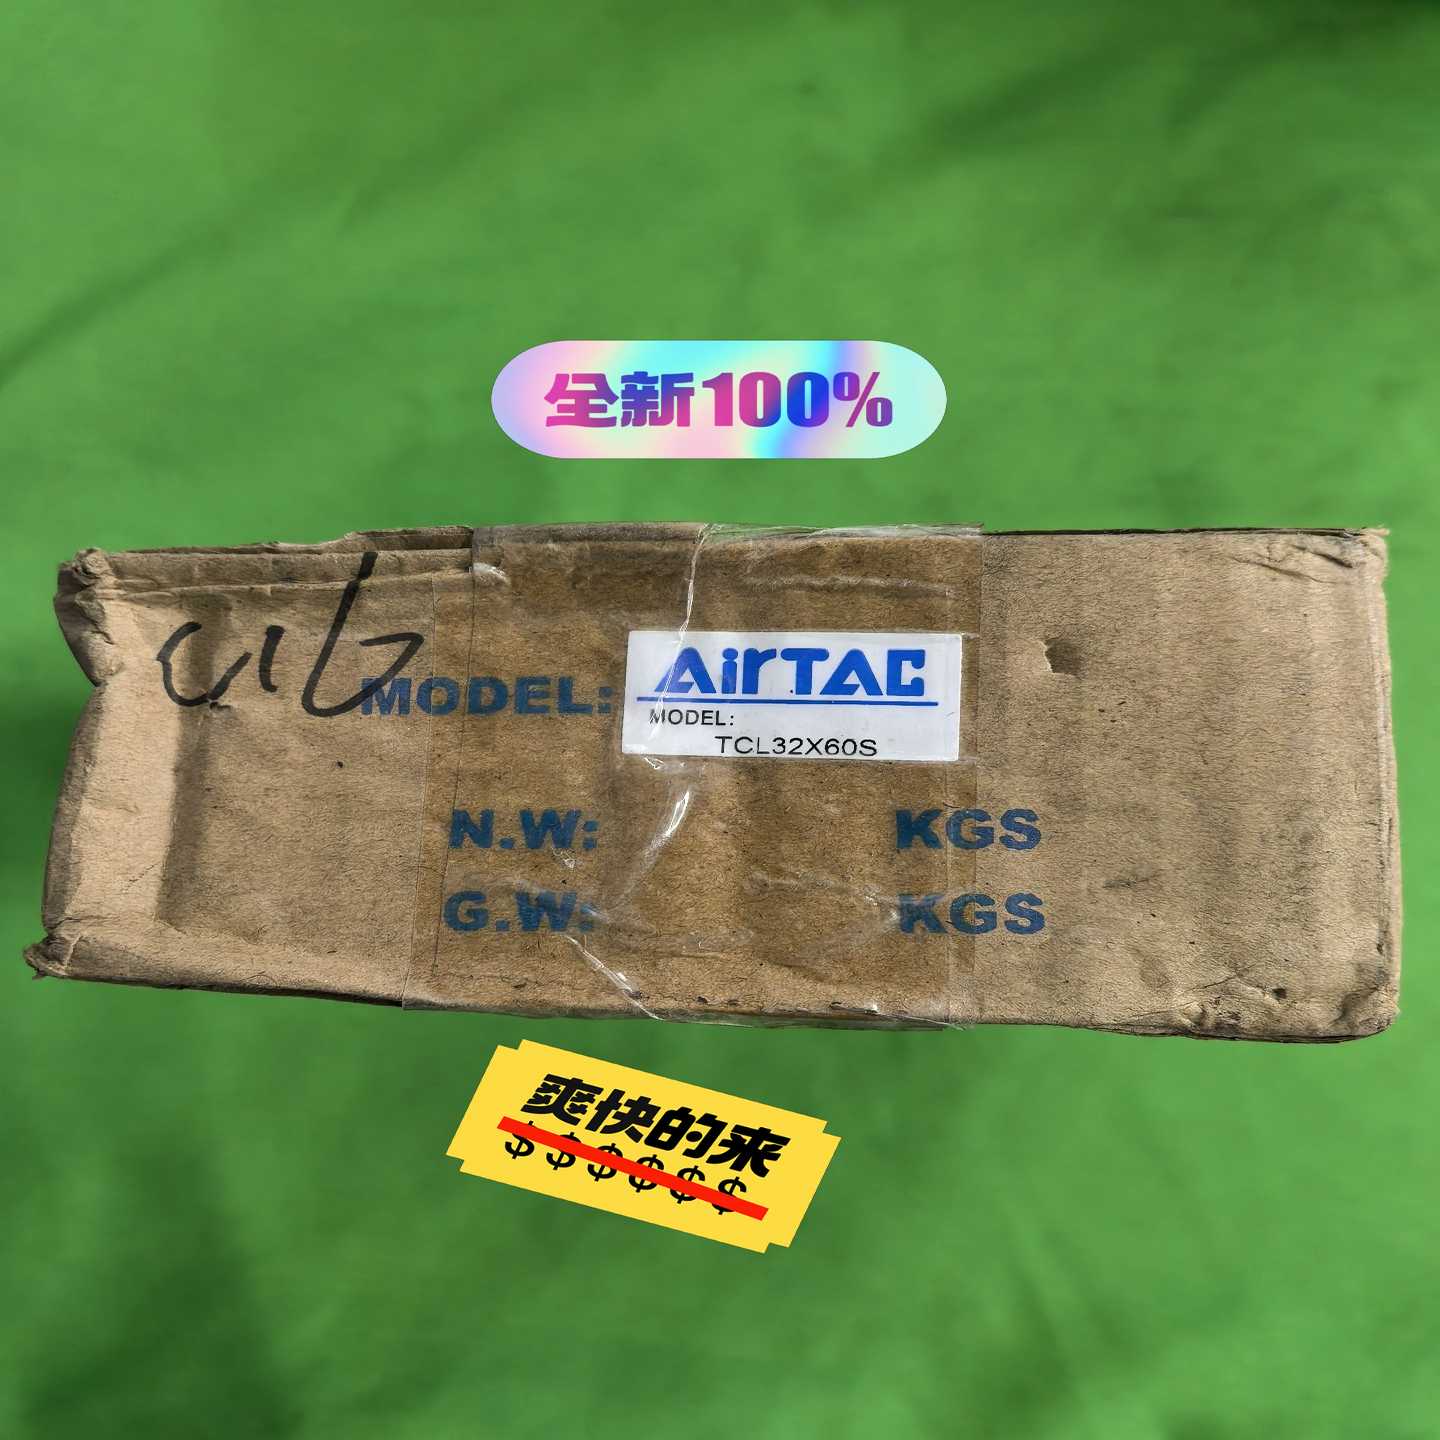 全新100%
MODEL:
AirTAC
MODEL:
TCL32X60S
N.W: KGS
G.W: KGS
爽快的来
$$$$$$